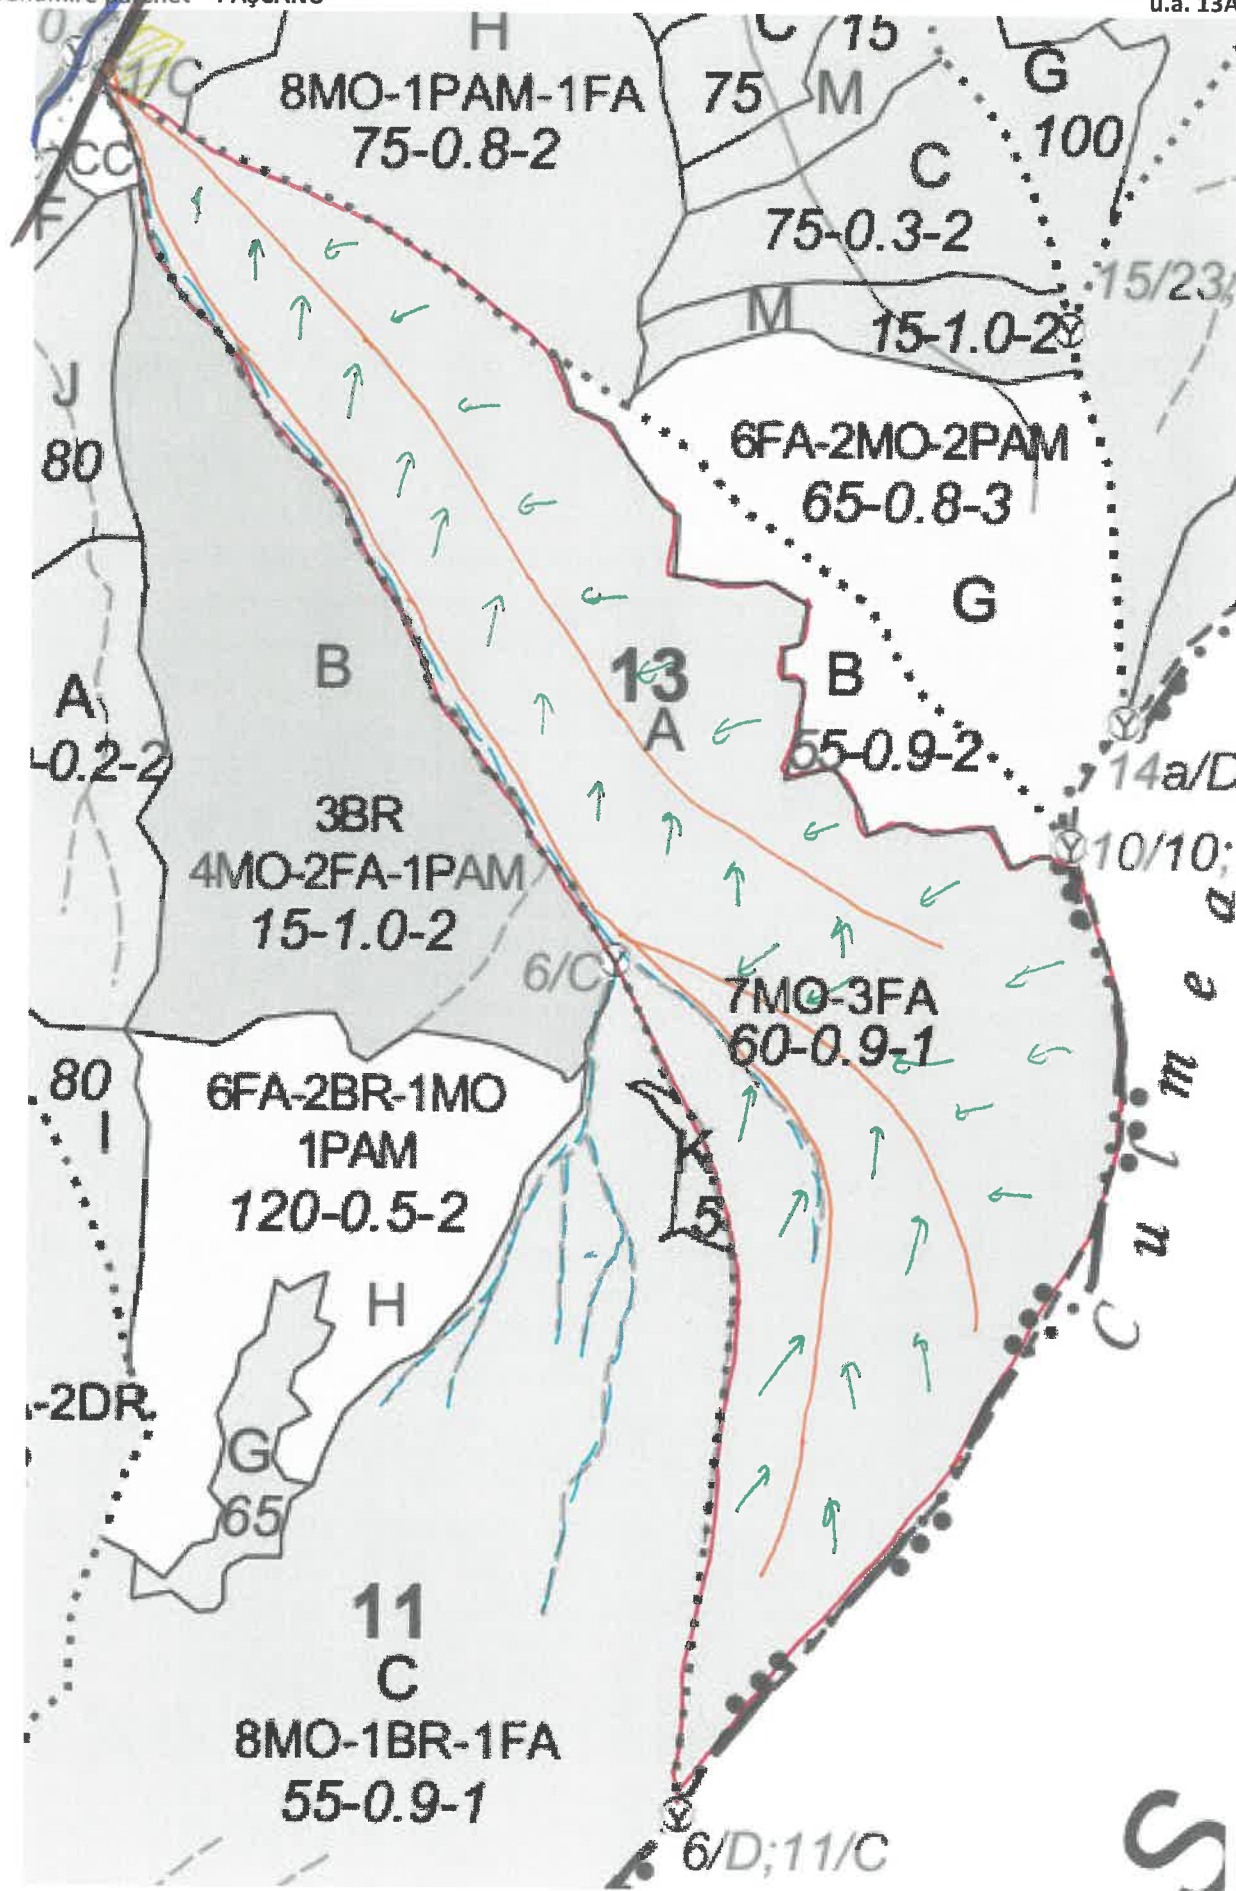 PAȘCANU
u.a. 13A
H
8MO-1PAM-1FA
75-0.8-2
C
15
75
M
G
100
C
75-0.3-2
CC
F
M
15-1.0-2
15/23;
J
80
6FA-2MO-2PAM
65-0.8-3
G
B
13
A
B
55-0.9-2
A
-0.2-2
14a/D
10/10;
3BR
4MO-2FA-1PAM
15-1.0-2
6/C
7MO-3FA
60-0.9-1
Culmea
80
I
6FA-2BR-1MO
1PAM
120-0.5-2
K
5
H
-2DR
G
65
11
C
8MO-1BR-1FA
55-0.9-1
6/D;11/C
S